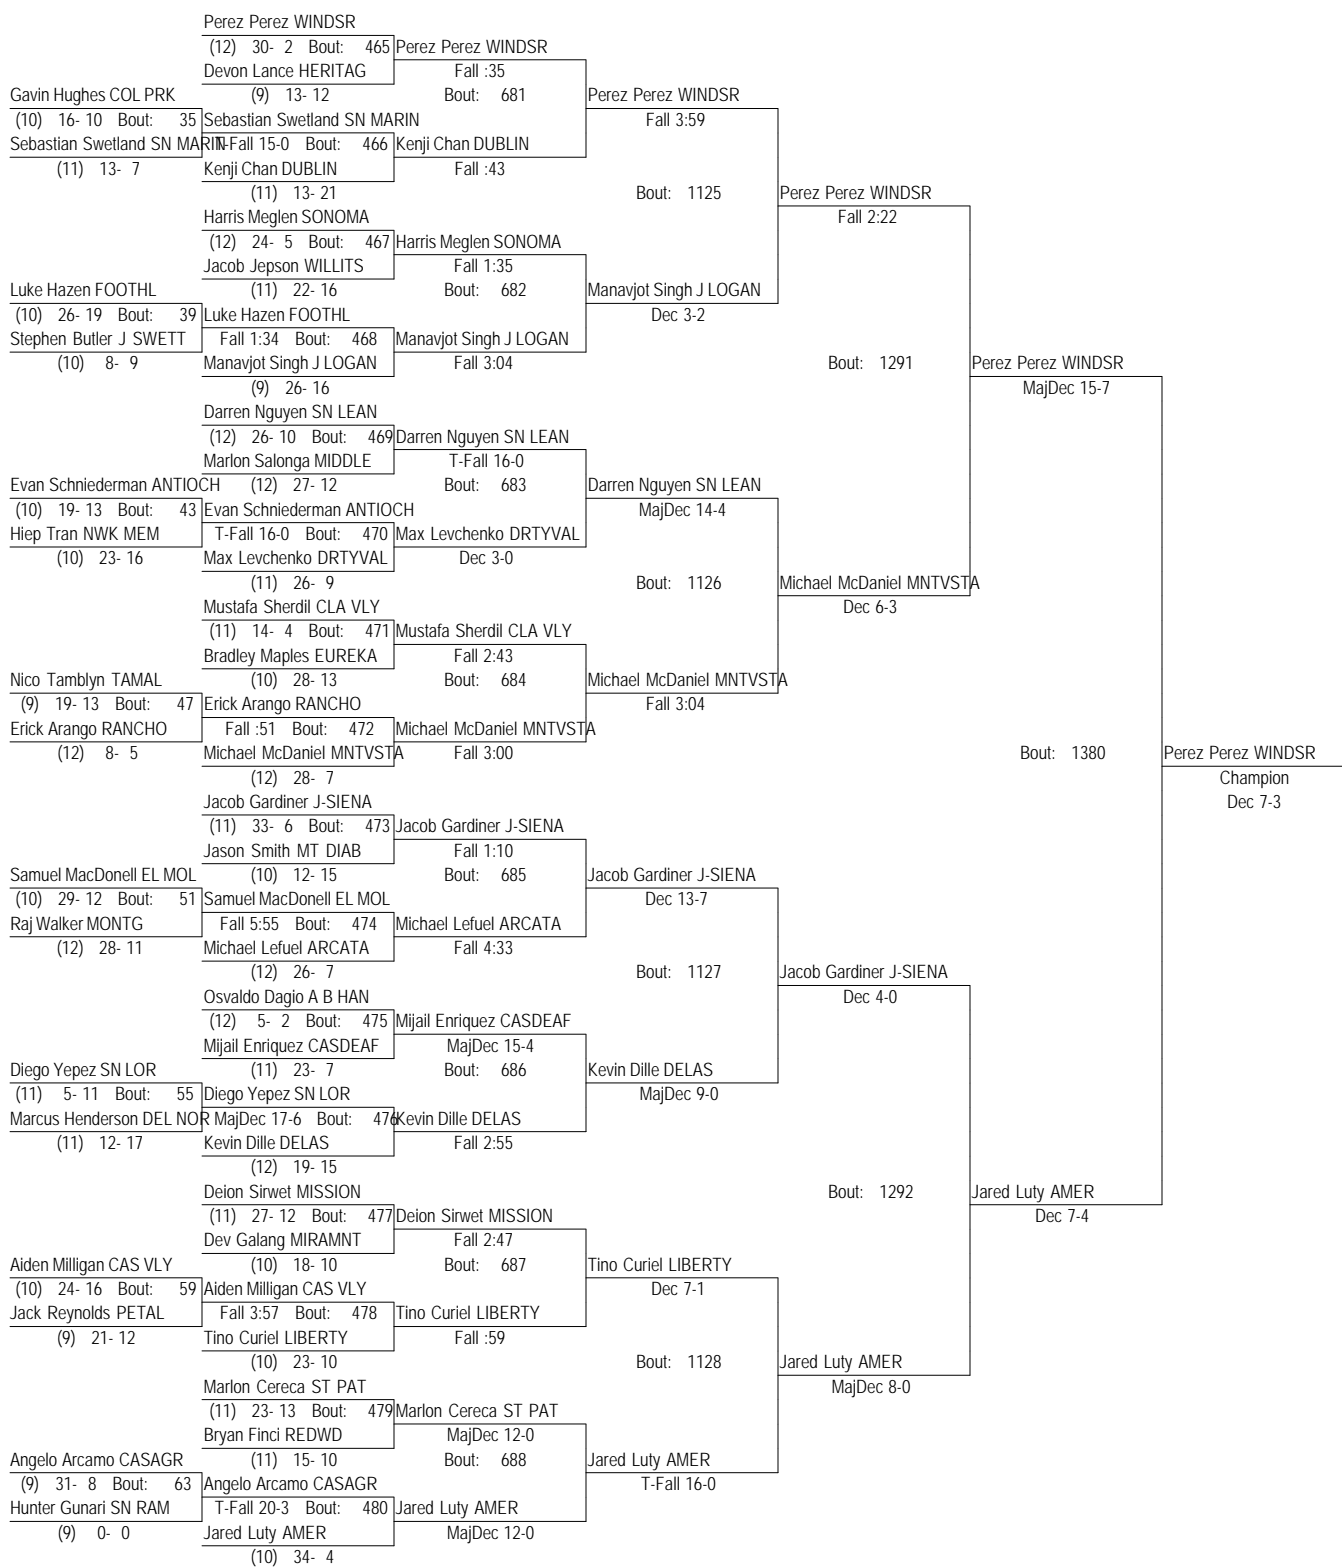 Perez Perez WINDSR
(12) 30- 2 Bout: 465 Perez Perez WINDSR
Devon Lance HERITAG Fall :35
Gavin Hughes COL PRK (9) 13- 12 Bout: 681 Perez Perez WINDSR
(10) 16- 10 Bout: 35 Sebastian Swetland SN MARIN Fall 3:59
Sebastian Swetland SN MARIN T-Fall 15-0 Bout: 466 Kenji Chan DUBLIN
(11) 13- 7 Kenji Chan DUBLIN Fall :43
(11) 13- 21 Bout: 1125 Perez Perez WINDSR
Harris Meglen SONOMA Fall 2:22
(12) 24- 5 Bout: 467 Harris Meglen SONOMA
Jacob Jepson WILLITS Fall 1:35
Luke Hazen FOOTHL (11) 22- 16 Bout: 682 Manavjot Singh J LOGAN
(10) 26- 19 Bout: 39 Luke Hazen FOOTHL Dec 3-2
Stephen Butler J SWETT Fall 1:34 Bout: 468 Manavjot Singh J LOGAN
(10) 8- 9 Manavjot Singh J LOGAN Fall 3:04 Bout: 1291 Perez Perez WINDSR
(9) 26- 16 MajDec 15-7
Darren Nguyen SN LEAN
(12) 26- 10 Bout: 469 Darren Nguyen SN LEAN
Marlon Salonga MIDDLE T-Fall 16-0
Evan Schniederman ANTIOCH (12) 27- 12 Bout: 683 Darren Nguyen SN LEAN
(10) 19- 13 Bout: 43 Evan Schniederman ANTIOCH MajDec 14-4
Hiep Tran NWK MEM T-Fall 16-0 Bout: 470 Max Levchenko DRTYVAL
(10) 23- 16 Max Levchenko DRTYVAL Dec 3-0
(11) 26- 9 Bout: 1126 Michael McDaniel MNTVSTA
Mustafa Sherdil CLA VLY Dec 6-3
(11) 14- 4 Bout: 471 Mustafa Sherdil CLA VLY
Bradley Maples EUREKA Fall 2:43
Nico Tamblyn TAMAL (10) 28- 13 Bout: 684 Michael McDaniel MNTVSTA
(9) 19- 13 Bout: 47 Erick Arango RANCHO Fall 3:04
Erick Arango RANCHO Fall :51 Bout: 472 Michael McDaniel MNTVSTA
(12) 8- 5 Michael McDaniel MNTVSTA Fall 3:00 Bout: 1380 Perez Perez WINDSR
(12) 28- 7 Champion
Jacob Gardiner J-SIENA Dec 7-3
(11) 33- 6 Bout: 473 Jacob Gardiner J-SIENA
Jason Smith MT DIAB Fall 1:10
Samuel MacDonell EL MOL (10) 12- 15 Bout: 685 Jacob Gardiner J-SIENA
(10) 29- 12 Bout: 51 Samuel MacDonell EL MOL Dec 13-7
Raj Walker MONTG Fall 5:55 Bout: 474 Michael Lefuel ARCATA
(12) 28- 11 Michael Lefuel ARCATA Fall 4:33
(12) 26- 7 Bout: 1127 Jacob Gardiner J-SIENA
Osvaldo Dagio A B HAN Dec 4-0
(12) 5- 2 Bout: 475 Mijail Enriquez CASDEAF
Mijail Enriquez CASDEAF MajDec 15-4
Diego Yepez SN LOR (11) 23- 7 Bout: 686 Kevin Dille DELAS
(11) 5- 11 Bout: 55 Diego Yepez SN LOR MajDec 9-0
Marcus Henderson DEL NOR MajDec 17-6 Bout: 476 Kevin Dille DELAS
(11) 12- 17 Kevin Dille DELAS Fall 2:55
(12) 19- 15
Deion Sirwet MISSION Bout: 1292 Jared Luty AMER
(11) 27- 12 Bout: 477 Deion Sirwet MISSION Dec 7-4
Dev Galang MIRAMNT Fall 2:47
Aiden Milligan CAS VLY (10) 18- 10 Bout: 687 Tino Curiel LIBERTY
(10) 24- 16 Bout: 59 Aiden Milligan CAS VLY Dec 7-1
Jack Reynolds PETAL Fall 3:57 Bout: 478 Tino Curiel LIBERTY
(9) 21- 12 Tino Curiel LIBERTY Fall :59
(10) 23- 10 Bout: 1128 Jared Luty AMER
Marlon Cereca ST PAT MajDec 8-0
(11) 23- 13 Bout: 479 Marlon Cereca ST PAT
Bryan Finci REDWD MajDec 12-0
Angelo Arcamo CASAGR (11) 15- 10 Bout: 688 Jared Luty AMER
(9) 31- 8 Bout: 63 Angelo Arcamo CASAGR T-Fall 16-0
Hunter Gunari SN RAM T-Fall 20-3 Bout: 480 Jared Luty AMER
(9) 0- 0 Jared Luty AMER MajDec 12-0
(10) 34- 4